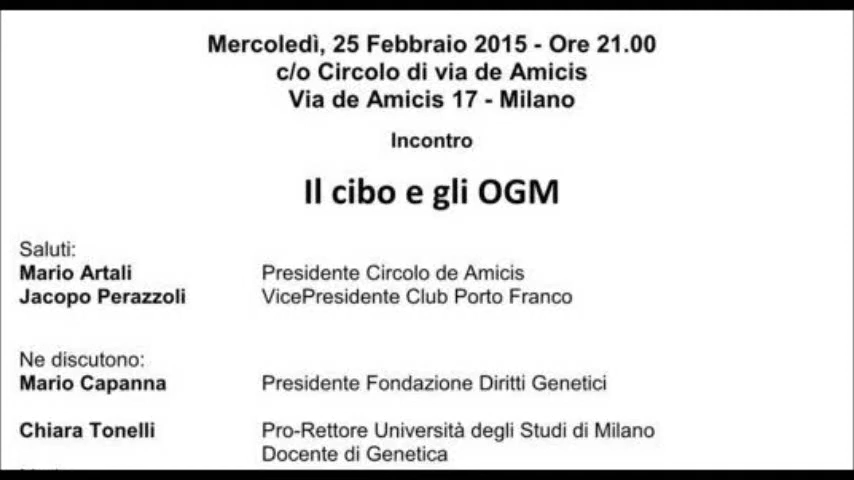 Mercoledì, 25 Febbraio 2015 - Ore 21.00
c/o Circolo di via de Amicis
Via de Amicis 17 - Milano
Incontro
Il cibo e gli OGM
Saluti:
Mario Artali Presidente Circolo de Amicis
Jacopo Perazzoli VicePresidente Club Porto Franco
Ne discutono:
Mario Capanna Presidente Fondazione Diritti Genetici
Chiara Tonelli Pro-Rettore Università degli Studi di Milano
Docente di Genetica